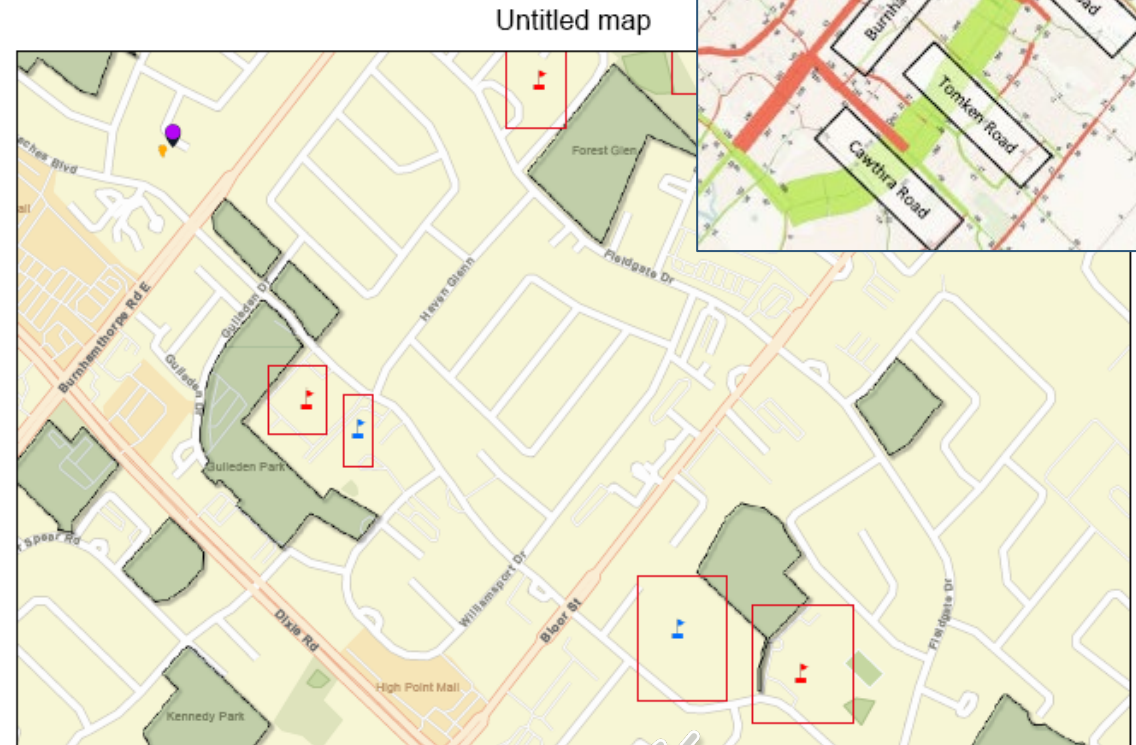 Untitled map
Tomken Road
Cawthra Road
Forest Glen
Fieldgate Dr
Haven Glenn
Burnhamthorpe Rd E
Gulleden Dr
Gulleden Dr
Gulleden Park
Williamsport Dr
Bloor St
Fieldgate Dr
Dixie Rd
High Point Mall
Kennedy Park